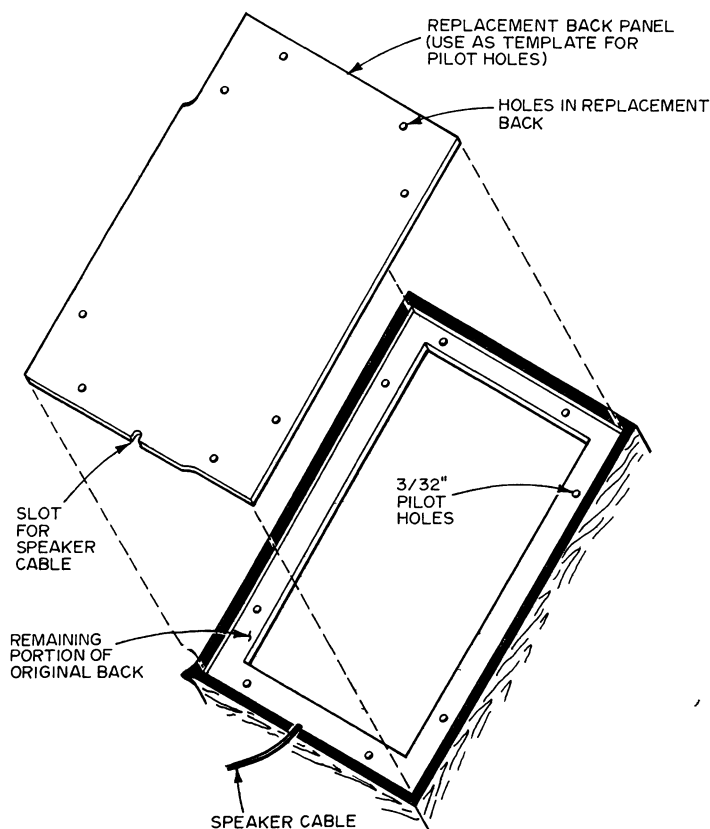 REPLACEMENT BACK PANEL
(USE AS TEMPLATE FOR
PILOT HOLES)
HOLES IN REPLACEMENT
BACK
3/32"
PILOT
HOLES
SLOT
FOR
SPEAKER
CABLE
REMAINING
PORTION OF
ORIGINAL BACK
SPEAKER CABLE